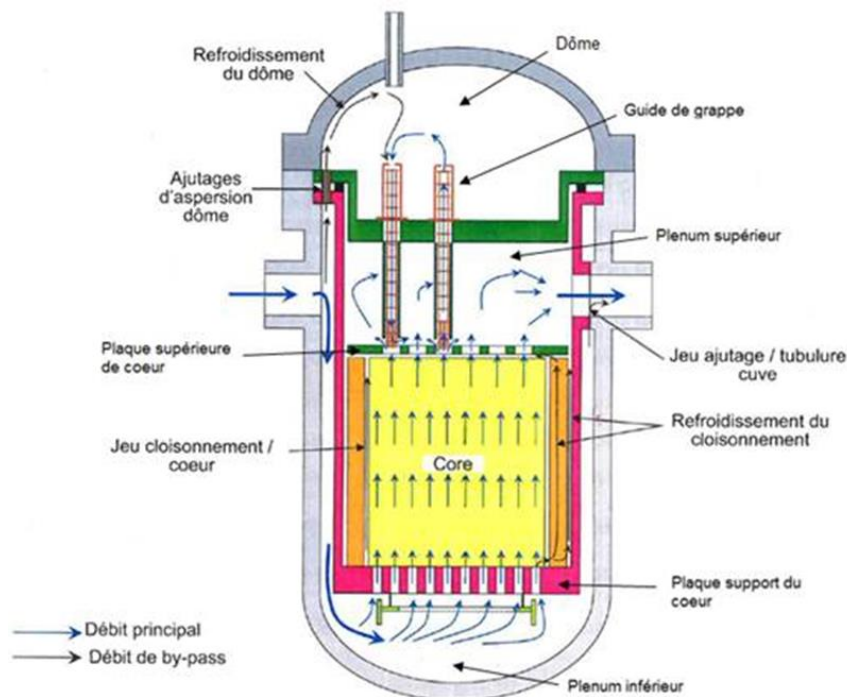 Dôme
Refroidissement
du dôme
Guide de grappe
Ajutages
d'aspersion
dôme
Plenum supérieur
Plaque supérieure
de coeur
Jeu ajutage / tubulure
cuve
Jeu cloisonnement /
coeur
Refroidissement du
cloisonnement
Core
Plaque support du
coeur
Débit principal
Débit de by-pass
Plenum inférieur